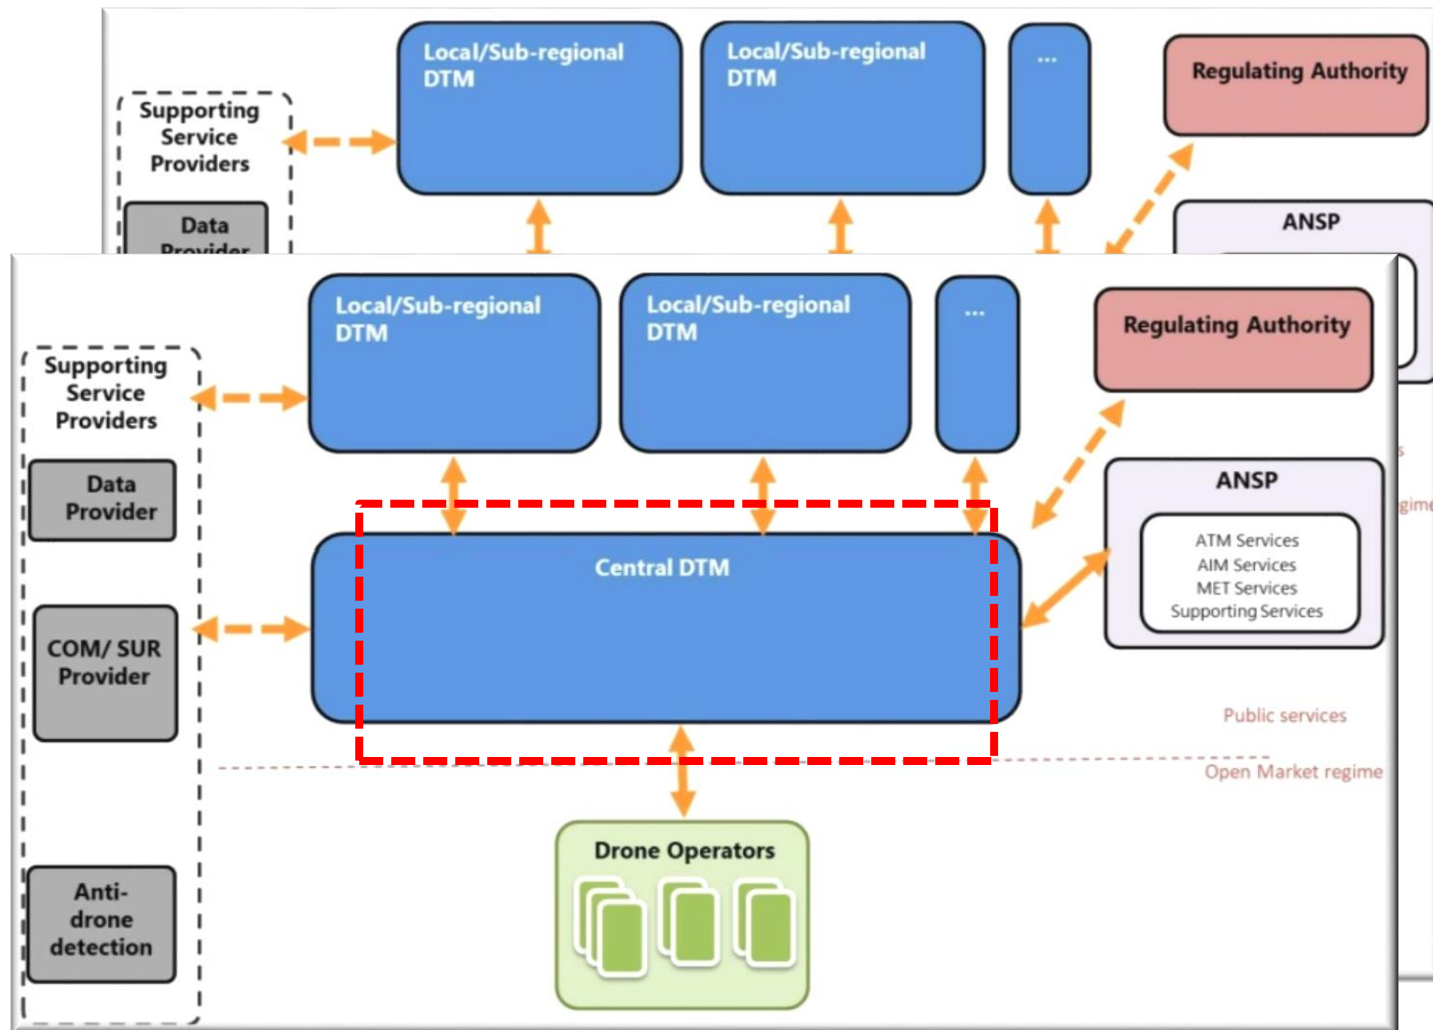 Local/Sub-regional
DTM
Local/Sub-regional
DTM
...
Regulating Authority
Supporting
Service
Providers
Data
Provider
ANSP
Local/Sub-regional
DTM
Local/Sub-regional
DTM
...
Regulating Authority
Supporting
Service
Providers
Data
Provider
COM/ SUR
Provider
Anti-
drone
detection
Central DTM
ANSP
ATM Services
AIM Services
MET Services
Supporting Services
Public services
Open Market regime
Drone Operators